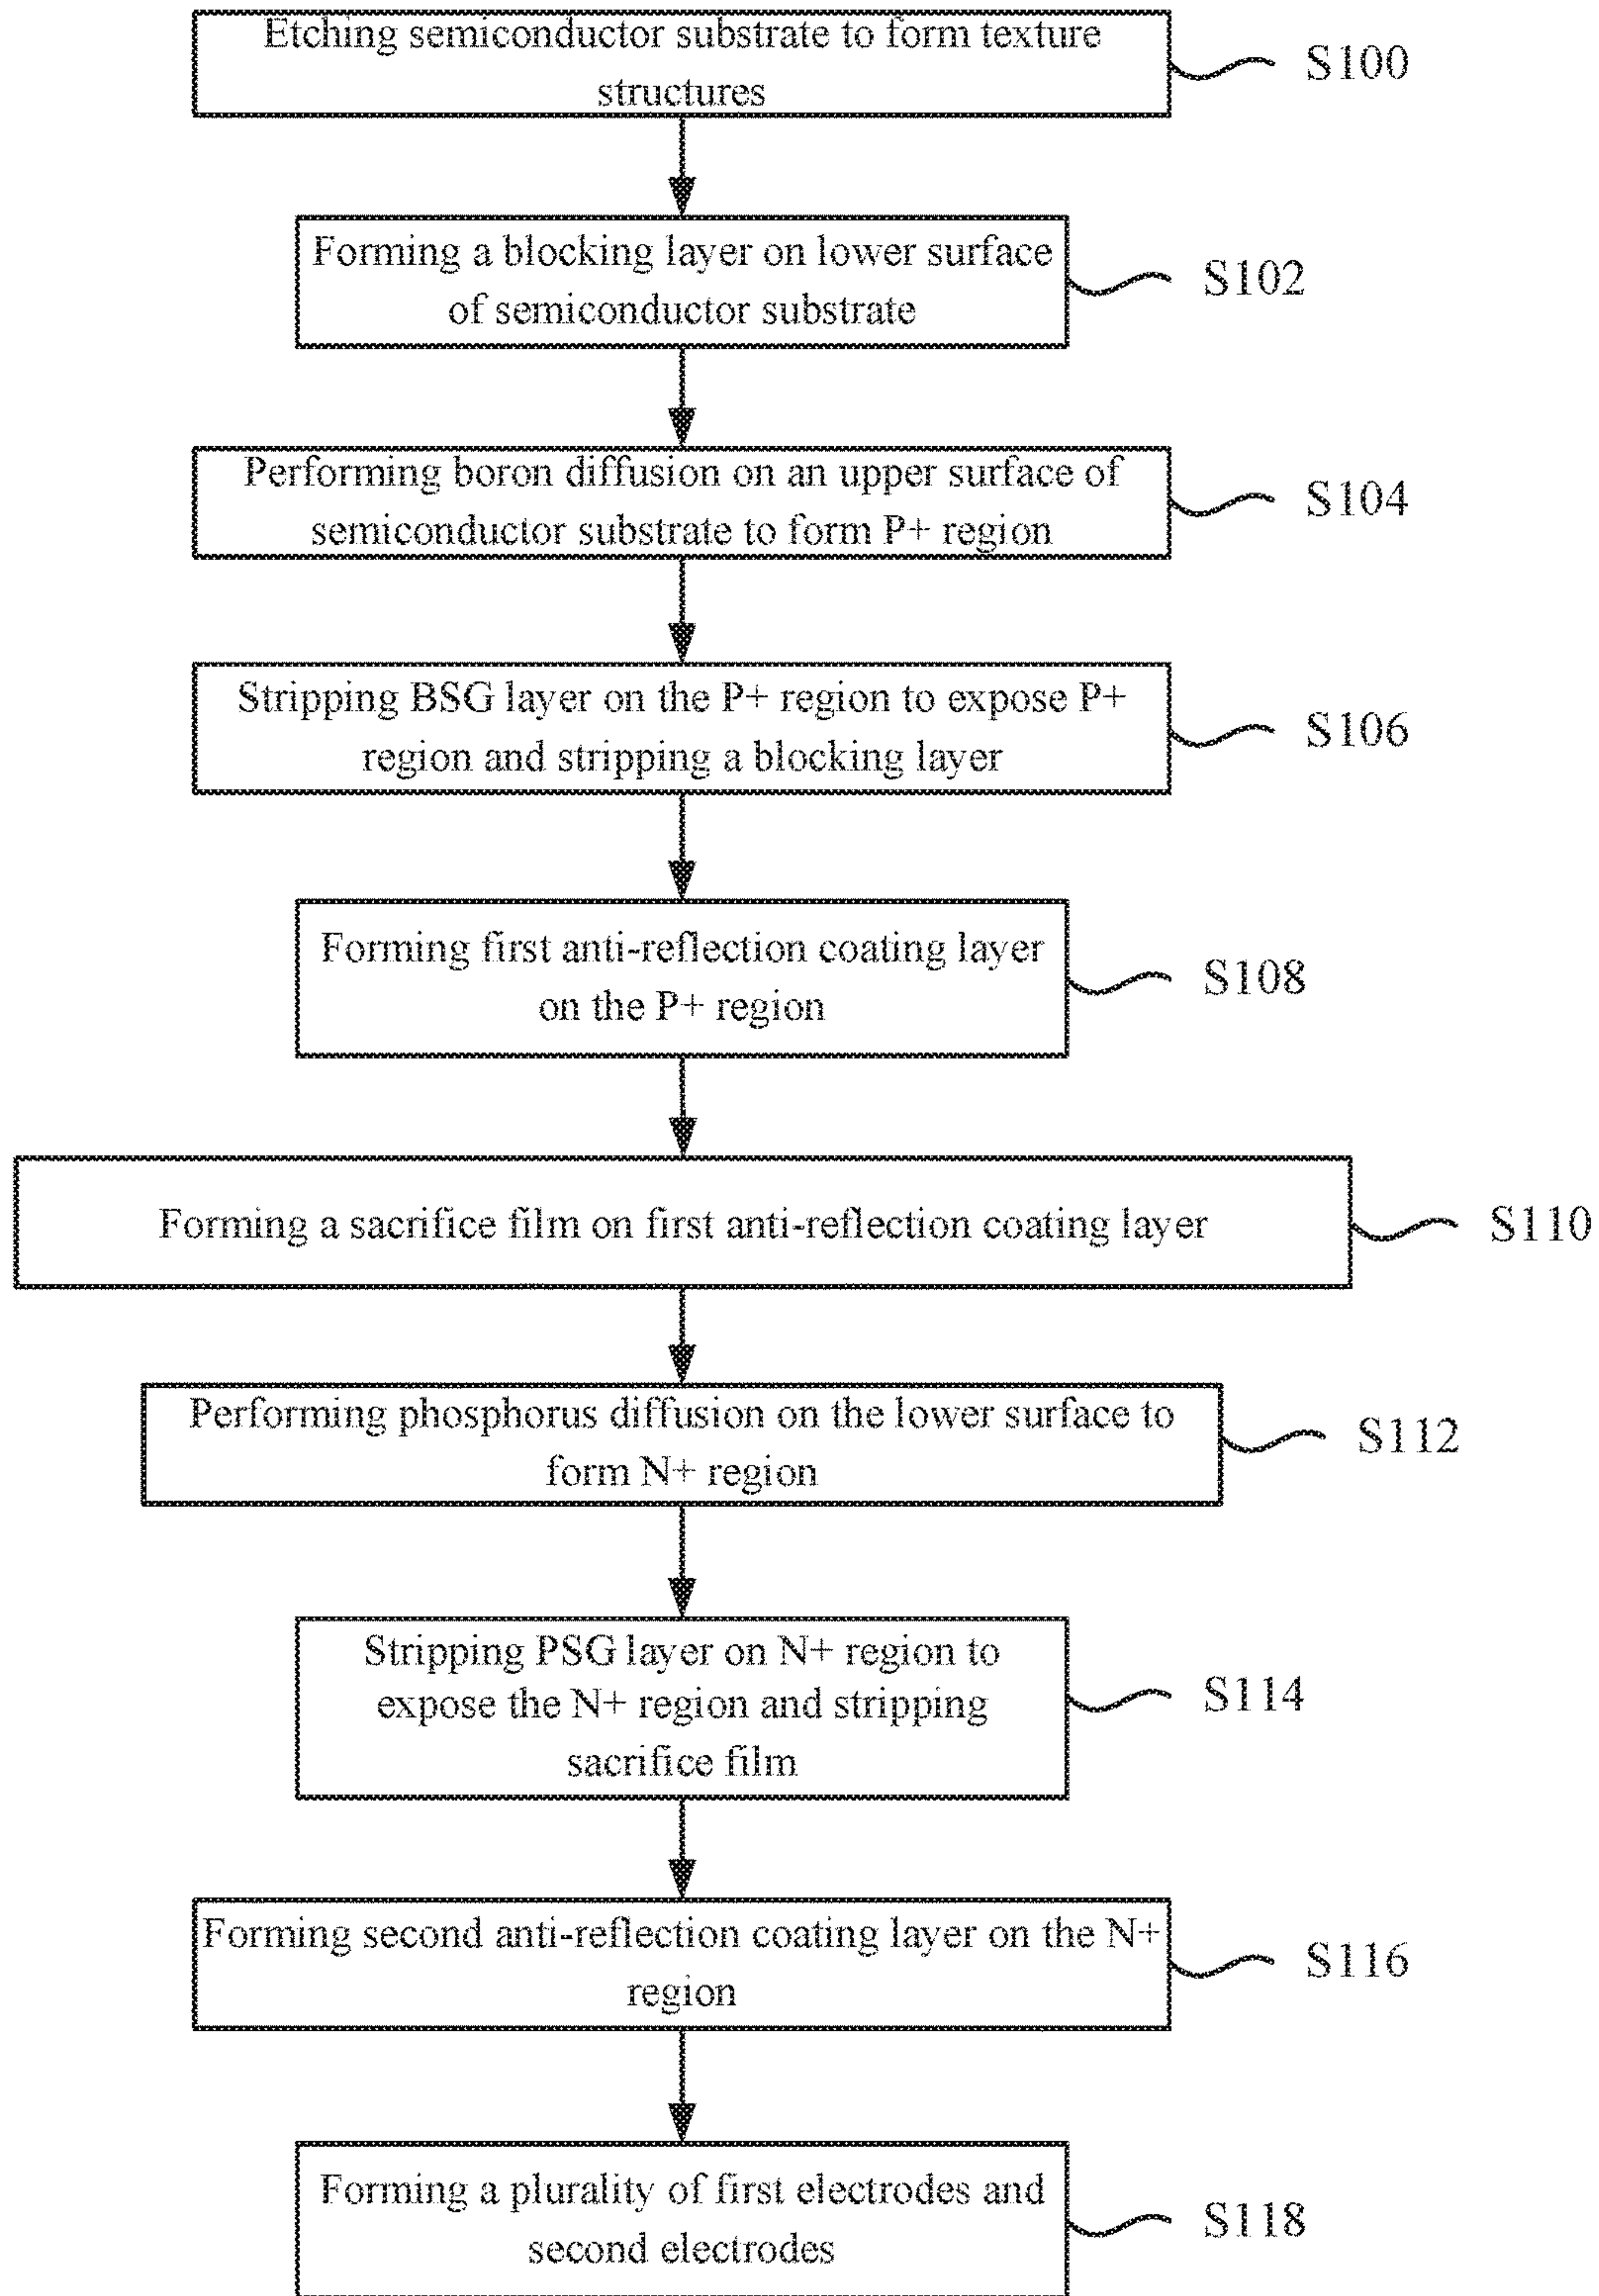 Etching semiconductor substrate to form texture
structures
S100
Forming a blocking layer on lower surface
of semiconductor substrate
S102
Performing boron diffusion on an upper surface of
semiconductor substrate to form P+ region
S104
Stripping BSG layer on the P+ region to expose P+
region and stripping a blocking layer
S106
Forming first anti-reflection coating layer
on the P+ region
S108
Forming a sacrifice film on first anti-reflection coating layer
S110
Performing phosphorus diffusion on the lower surface to
form N+ region
S112
Stripping PSG layer on N+ region to
expose the N+ region and stripping
sacrifice film
S114
Forming second anti-reflection coating layer on the N+
region
S116
Forming a plurality of first electrodes and
second electrodes
S118